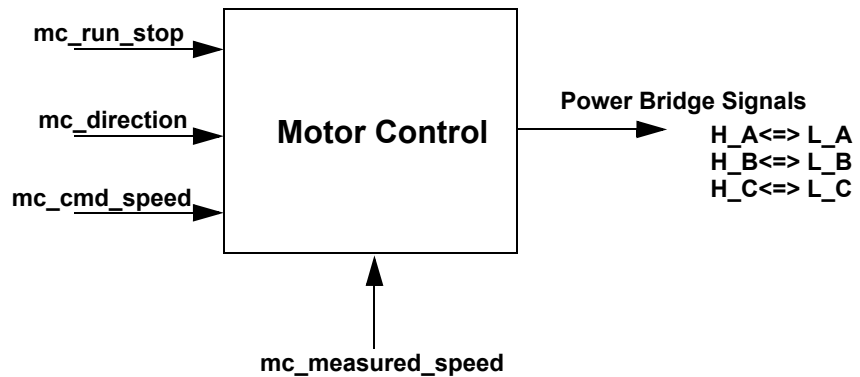 mc_run_stop
mc_direction
mc_cmd_speed
Motor Control
Power Bridge Signals
H_A<=> L_A
H_B<=> L_B
H_C<=> L_C
mc_measured_speed